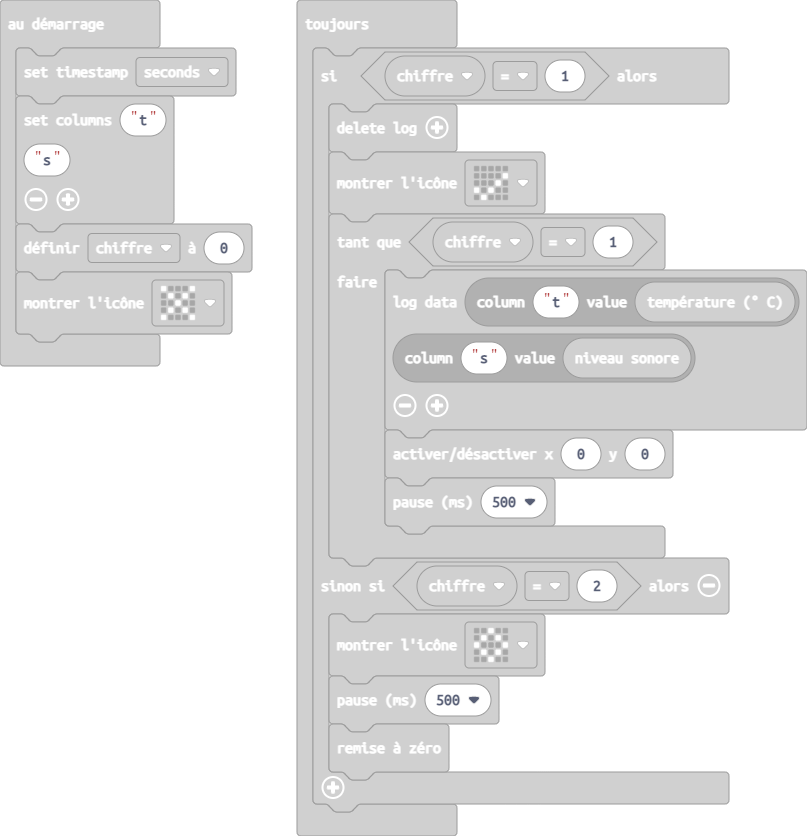 au démarrage
set timestamp seconds
set columns "t"
"s"
définir chiffre à 0
montrer l'icône
toujours
si chiffre = 1 alors
delete log
montrer l'icône
tant que chiffre = 1
faire
log data column "t" value température (° C)
column "s" value niveau sonore
activer/désactiver x 0 y 0
pause (ms) 500
sinon si chiffre = 2 alors
montrer l'icône
pause (ms) 500
remise à zéro